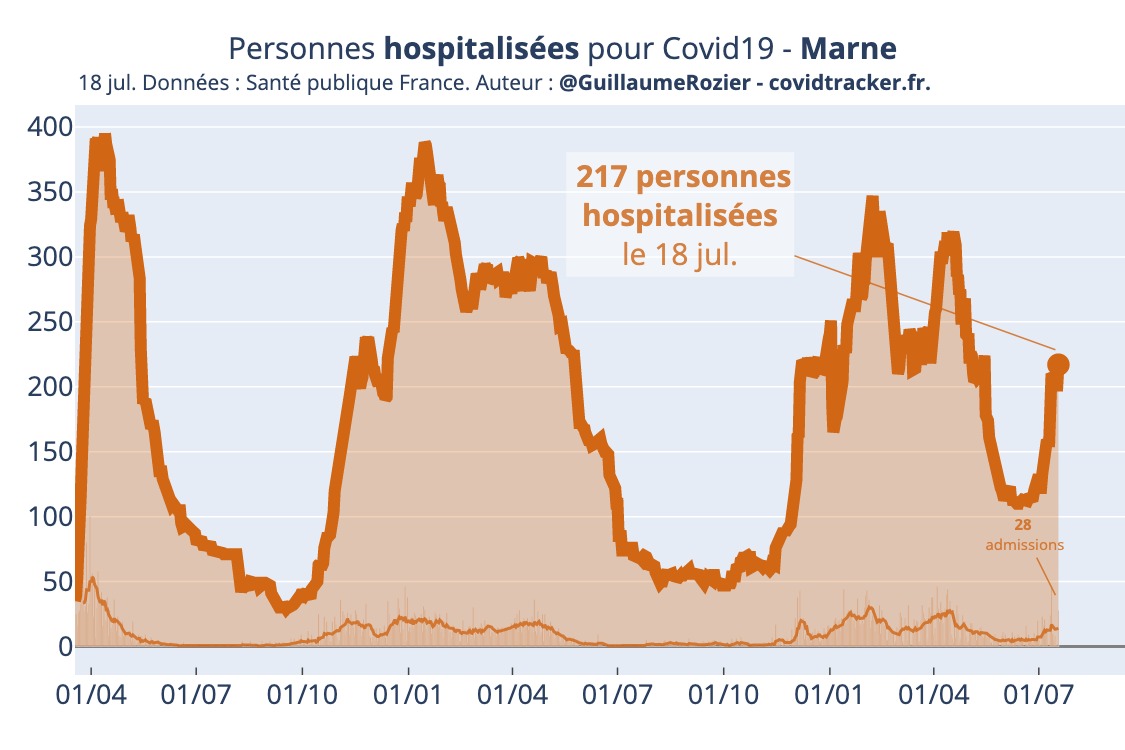 Personnes hospitalisées pour Covid19 - Marne
18 jul. Données : Santé publique France. Auteur : @GuillaumeRozier - covidtracker.fr.
400
350
300
250
200
150
100
50
0
217 personnes
hospitalisées
le 18 jul.
28
admissions
01/04 01/07 01/10 01/01 01/04 01/07 01/10 01/01 01/04 01/07